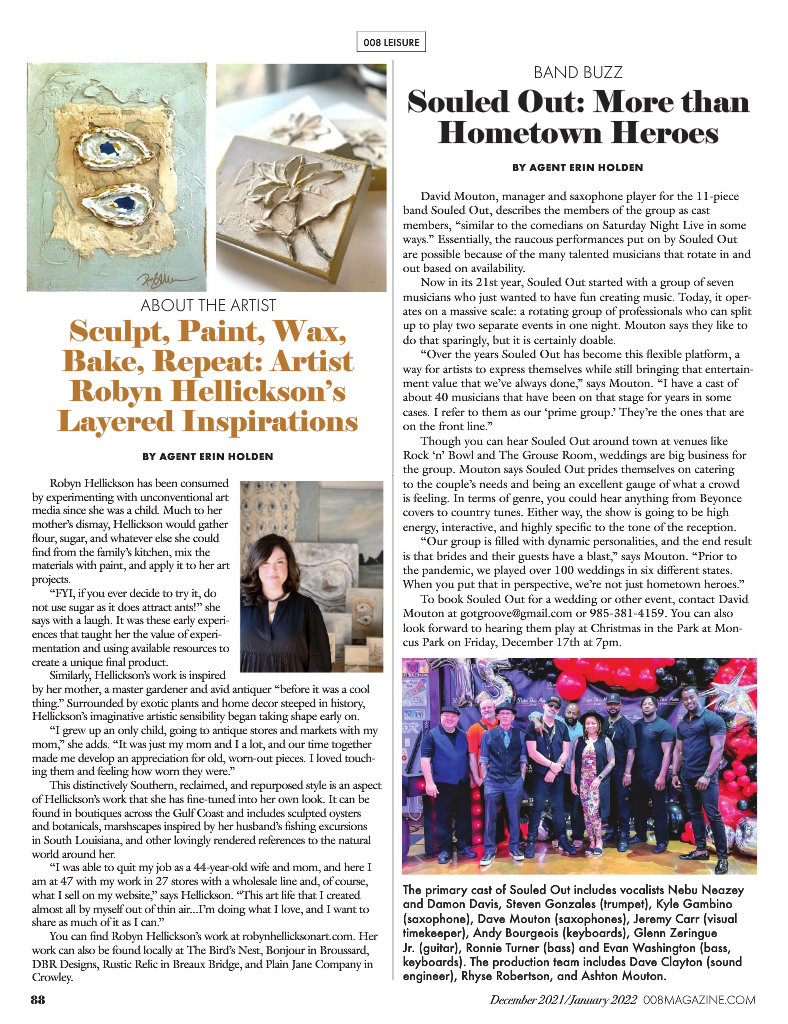 008 LEISURE
ABOUT THE ARTIST
Sculpt, Paint, Wax,
Bake, Repeat: Artist
Robyn Hellickson's
Layered Inspirations
BY AGENT ERIN HOLDEN
Robyn Hellickson has been consumed
by experimenting with unconventional art
media since she was a child. Much to her
mother's dismay, Hellickson would gather
flour, sugar, and whatever else she could
find from the family's kitchen, mix the
materials with paint, and apply it to her art
projects.
"FYI, if you ever decide to try it, do
not use sugar as it does attract ants!" she
says with a laugh. It was these early experi-
ences that taught her the value of experi-
mentation and using available resources to
create a unique final product.
Similarly, Hellickson's work is inspired
by her mother, a master gardener and avid antiquer "before it was a cool
thing." Surrounded by exotic plants and home decor steeped in history,
Hellickson's imaginative artistic sensibility began taking shape early on.
"I grew up an only child, going to antique stores and markets with my
mom," she adds. "It was just my mom and I a lot, and our time together
made me develop an appreciation for old, worn-out pieces. I loved touch-
ing them and feeling how worn they were."
This distinctively Southern, reclaimed, and repurposed style is an aspect
of Hellickson's work that she has fine-tuned into her own look. It can be
found in boutiques across the Gulf Coast and includes sculpted oysters
and botanicals, marshscapes inspired by her husband's fishing excursions
in South Louisiana, and other lovingly rendered references to the natural
world around her.
"I was able to quit my job as a 44-year-old wife and mom, and here I
am at 47 with my work in 27 stores with a wholesale line and, of course,
what I sell on my website," says Hellickson. "This art life that I created
almost all by myself out of thin air...I'm doing what I love, and I want to
share as much of it as I can."
You can find Robyn Hellickson's work at robynhellicksonart.com. Her
work can also be found locally at The Bird's Nest, Bonjour in Broussard,
DBR Designs, Rustic Relic in Breaux Bridge, and Plain Jane Company in
Crowley.
BAND BUZZ
Souled Out: More than
Hometown Heroes
BY AGENT ERIN HOLDEN
David Mouton, manager and saxophone player for the 11-piece
band Souled Out, describes the members of the group as cast
members, "similar to the comedians on Saturday Night Live in some
ways." Essentially, the raucous performances put on by Souled Out
are possible because of the many talented musicians that rotate in and
out based on availability.
Now in its 21st year, Souled Out started with a group of seven
musicians who just wanted to have fun creating music. Today, it oper-
ates on a massive scale: a rotating group of professionals who can split
up to play two separate events in one night. Mouton says they like to
do that sparingly, but it is certainly doable.
"Over the years Souled Out has become this flexible platform, a
way for artists to express themselves while still bringing that entertain-
ment value that we've always done," says Mouton. "I have a cast of
about 40 musicians that have been on that stage for years in some
cases. I refer to them as our 'prime group.' They're the ones that are
on the front line."
Though you can hear Souled Out around town at venues like
Rock 'n' Bowl and The Grouse Room, weddings are big business for
the group. Mouton says Souled Out prides themselves on catering
to the couple's needs and being an excellent gauge of what a crowd
is feeling. In terms of genre, you could hear anything from Beyonce
covers to country tunes. Either way, the show is going to be high
energy, interactive, and highly specific to the tone of the reception.
"Our group is filled with dynamic personalities, and the end result
is that brides and their guests have a blast," says Mouton. "Prior to
the pandemic, we played over 100 weddings in six different states.
When you put that in perspective, we're not just hometown heroes."
To book Souled Out for a wedding or other event, contact David
Mouton at gotgroove@gmail.com or 985-381-4159. You can also
look forward to hearing them play at Christmas in the Park at Mon-
cus Park on Friday, December 17th at 7pm.
The primary cast of Souled Out includes vocalists Nebu Neazey
and Damon Davis, Steven Gonzales (trumpet), Kyle Gambino
(saxophone), Dave Mouton (saxophones), Jeremy Carr (visual
timekeeper), Andy Bourgeois (keyboards), Glenn Zeringue
Jr. (guitar), Ronnie Turner (bass) and Evan Washington (bass,
keyboards). The production team includes Dave Clayton (sound
engineer), Rhyse Robertson, and Ashton Mouton.
88
December 2021/January 2022 008MAGAZINE.COM